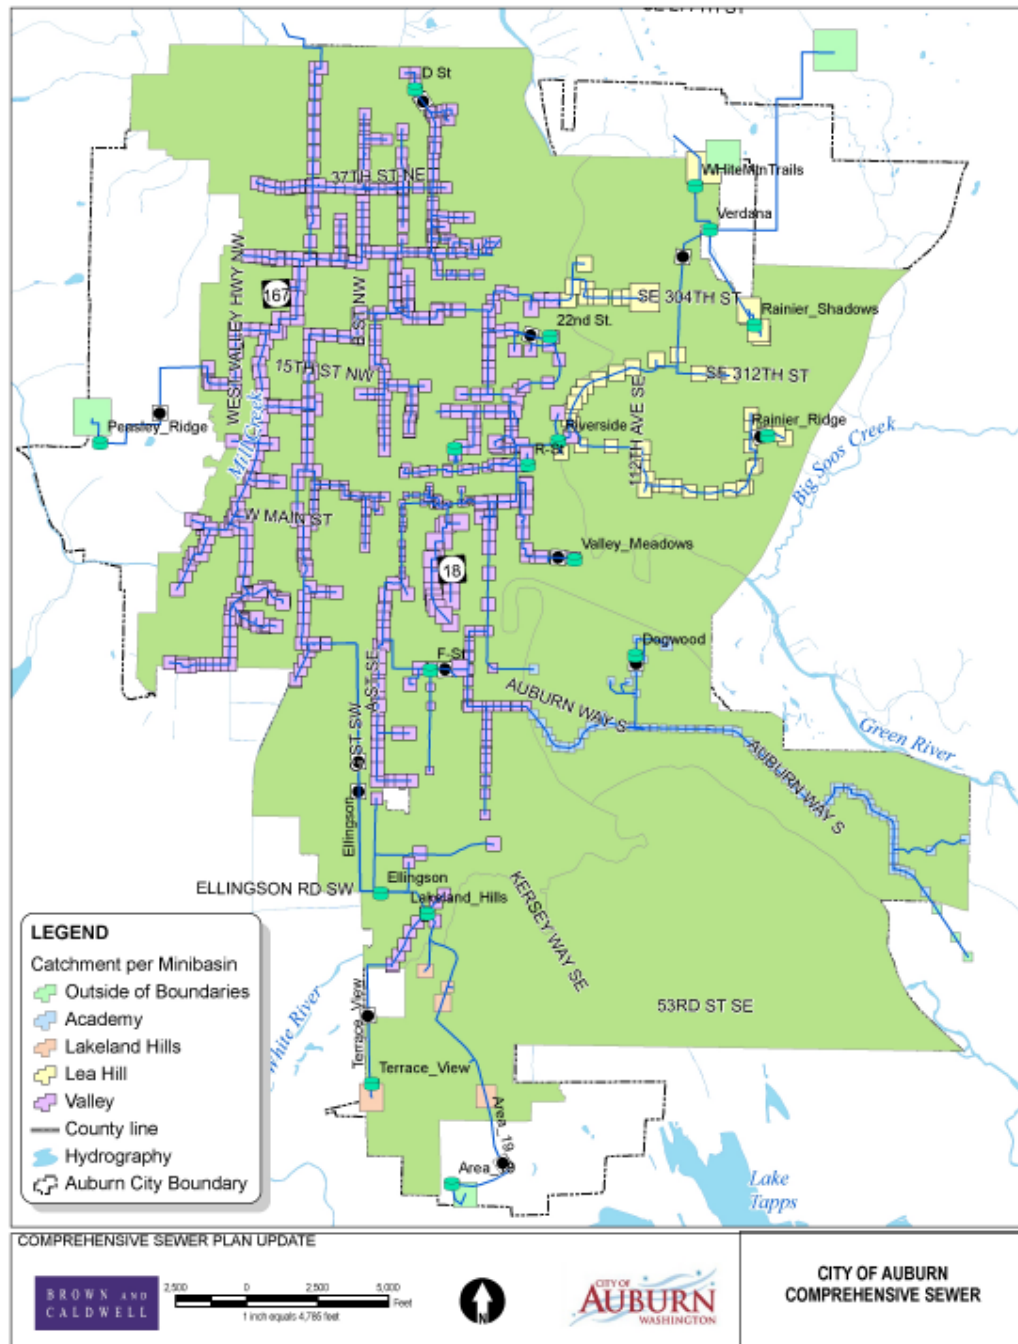 D St
37TH ST NE
WHiteMtnTrails
Verdana
WEST VALLEY HWY NW
167
B ST NW
SE 304TH ST
Rainier_Shadows
22nd St.
15TH ST NW
SE 312TH ST
Mill Creek
112TH AVE SE
Peasley_Ridge
Riverside
Rainier_Ridge
R-St
Big Soos Creek
W MAIN ST
Valley_Meadows
18
Dogwood
F-St
A ST SE
AUBURN WAY S
C ST SW
Green River
AUBURN WAY S
Ellingson
Ellingson
ELLINGSON RD SW
Lakeland_Hills
KERSEY WAY SE
LEGEND
Catchment per Minibasin
Outside of Boundaries
Academy
Lakeland Hills
Lea Hill
Valley
County line
Hydrography
Auburn City Boundary
White River
Terrace_View
53RD ST SE
Terrace_View
Area_19
Area_19
Lake
Tapps
COMPREHENSIVE SEWER PLAN UPDATE
BROWN AND
CALDWELL
2,500 0 2,500 5,000
Feet
1 inch equals 4,785 feet
N
CITY OF
AUBURN
WASHINGTON
CITY OF AUBURN
COMPREHENSIVE SEWER